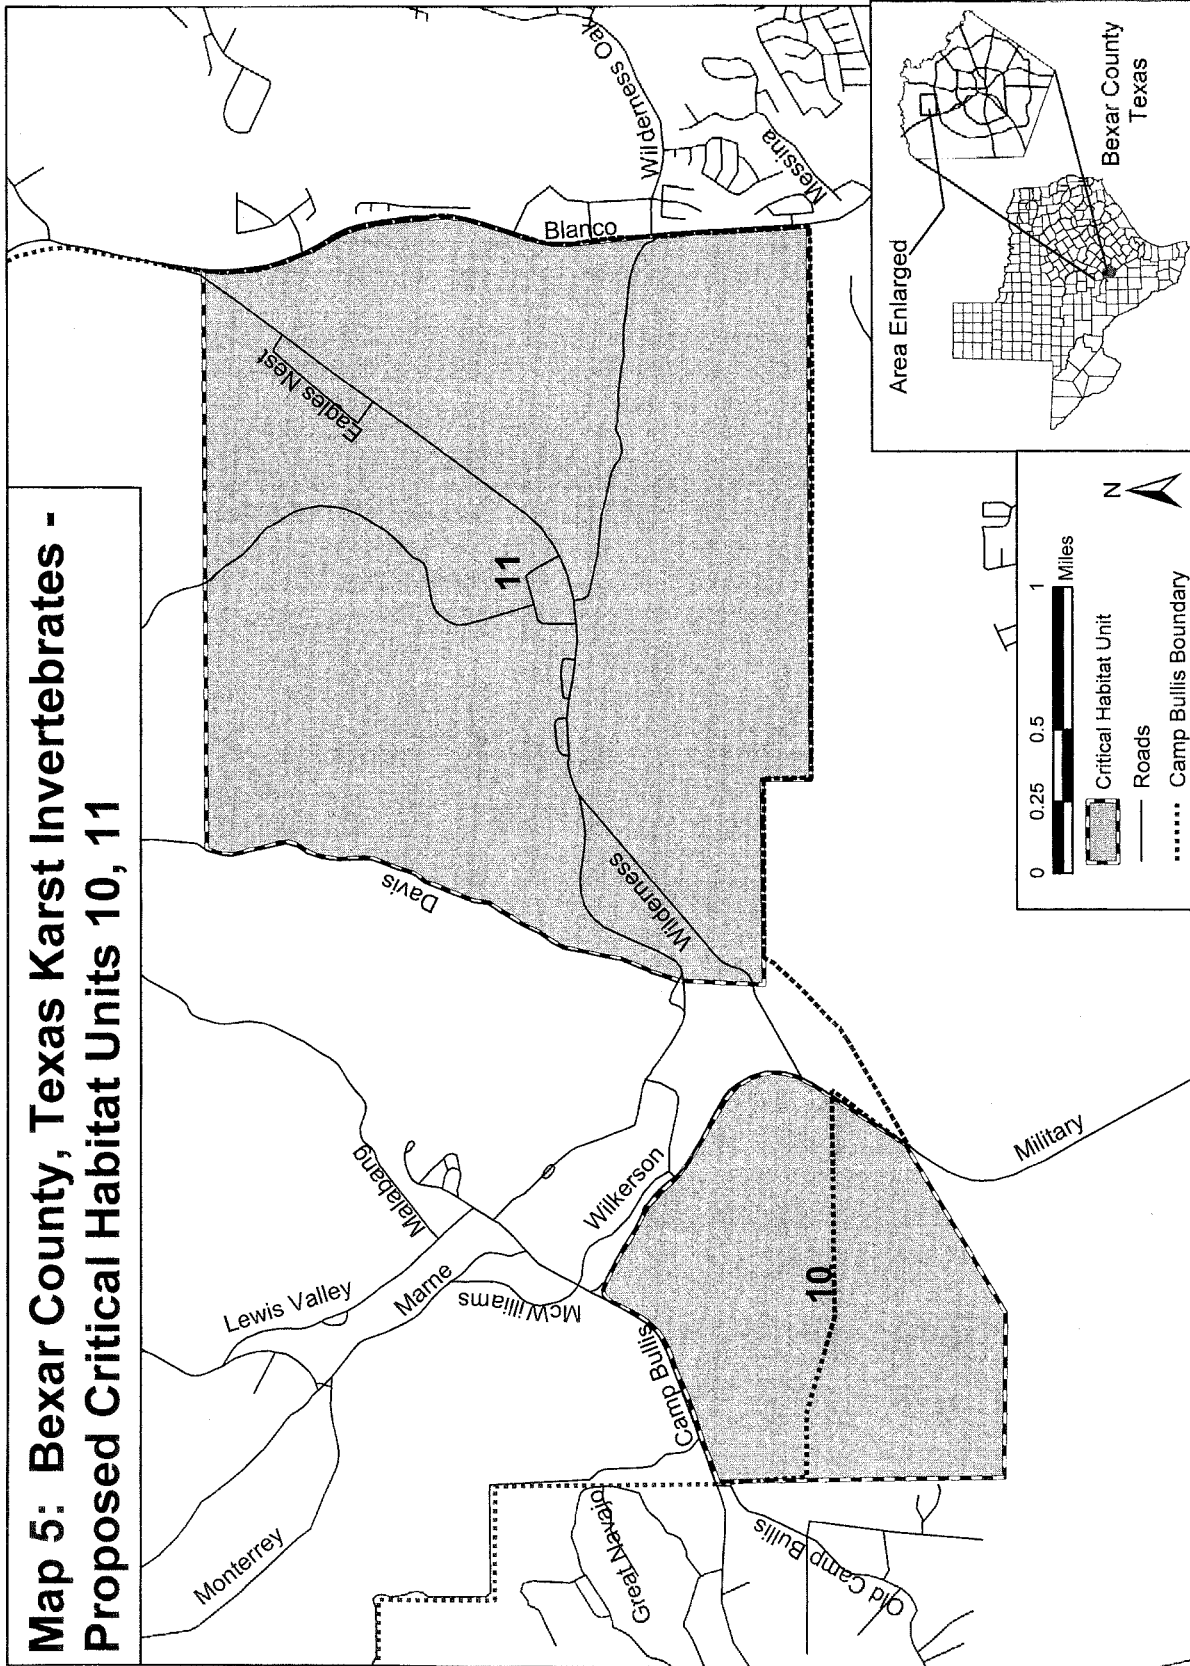 Map 5: Bexar County, Texas Karst Invertebrates -
Proposed Critical Habitat Units 10, 11
Monterrey
Lewis Valley
Marne
McWilliams
Malabang
Wilkerson
Camp Bullis
Great Navajo
Old Camp Bullis
10
Military
Davis
Wilderness
11
Eagles Nest
Blanco
Wilderness Oak
Messina
0
0.25
0.5
1
Miles
N
Critical Habitat Unit
Roads
Camp Bullis Boundary
Area Enlarged
Bexar County
Texas